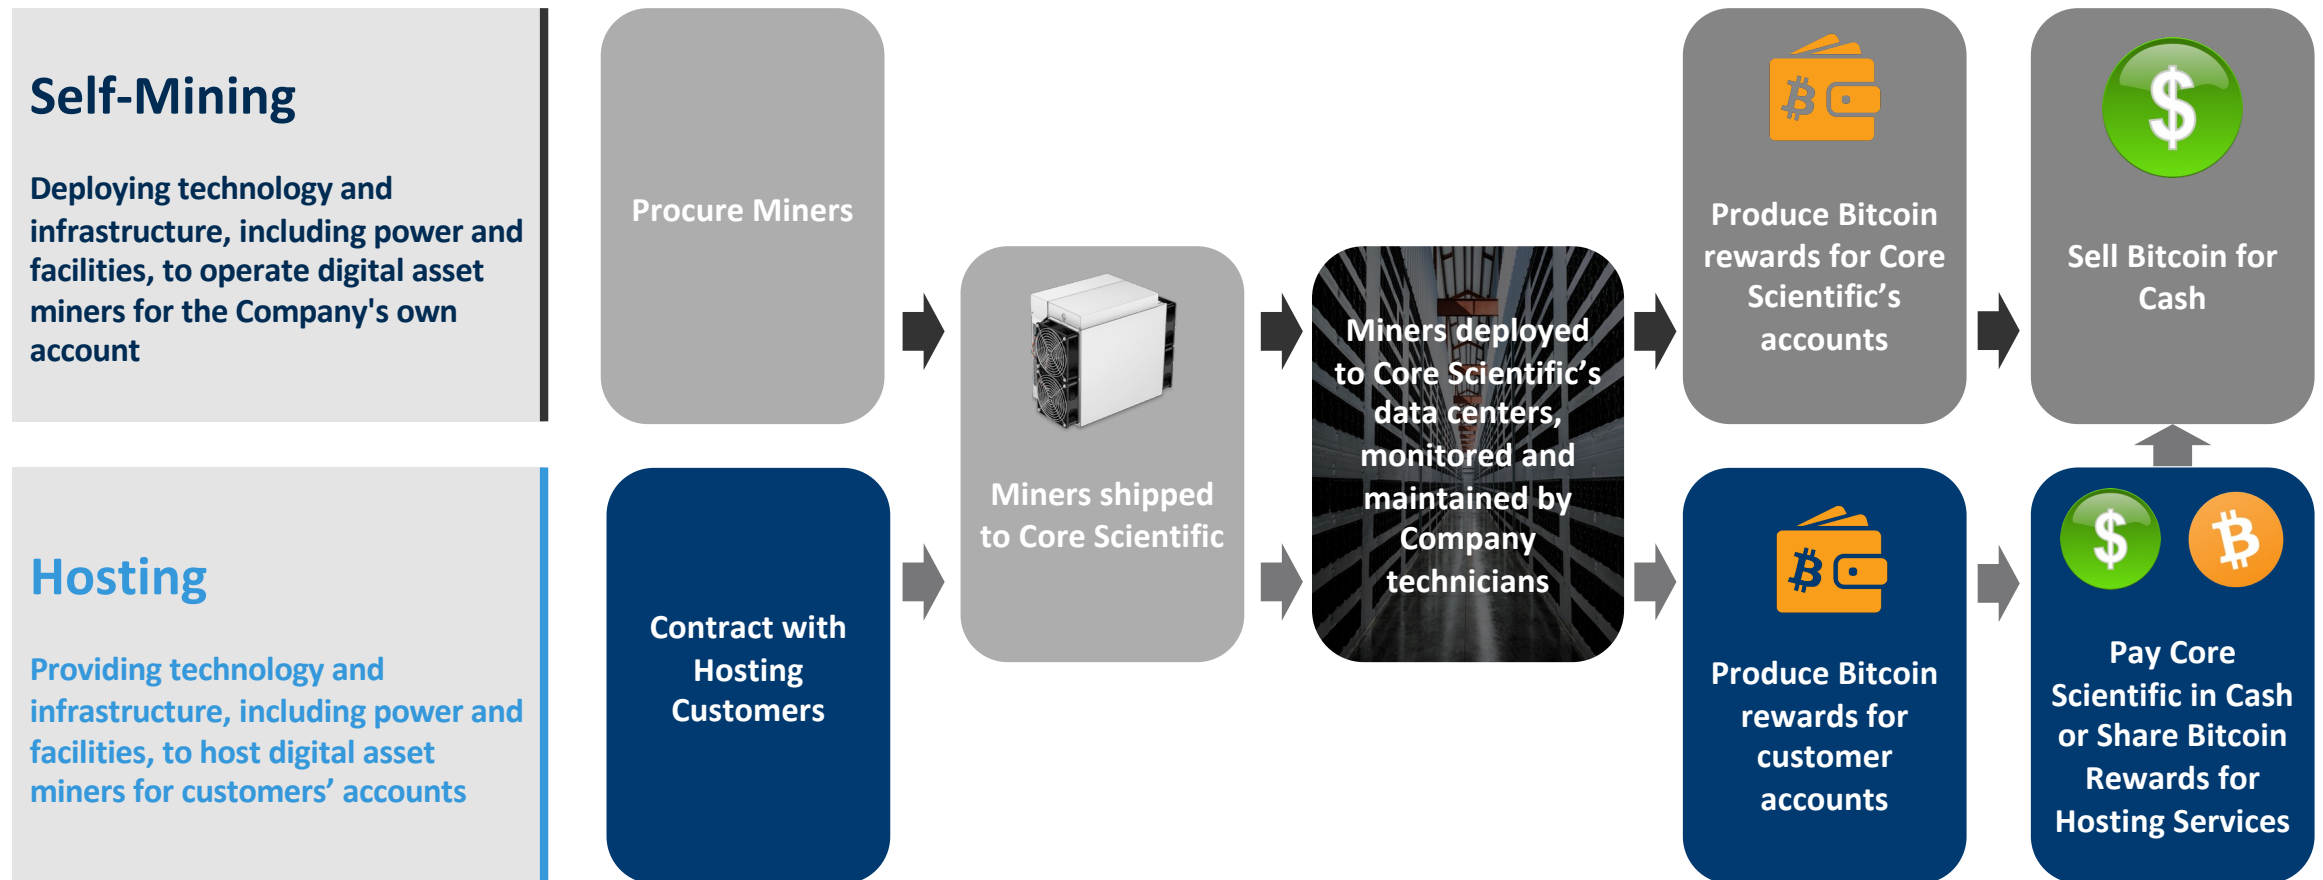 Self-Mining
Deploying technology and
infrastructure, including power and
facilities, to operate digital asset
miners for the Company's own
account
Procure Miners
Miners shipped
to Core Scientific
Miners deployed
to Core Scientific’s
data centers,
monitored and
maintained by
Company
technicians
Produce Bitcoin
rewards for Core
Scientific’s
accounts
$
Sell Bitcoin for
Cash
Hosting
Providing technology and
infrastructure, including power and
facilities, to host digital asset
miners for customers’ accounts
Contract with
Hosting
Customers
Produce Bitcoin
rewards for
customer
accounts
$ ₿
Pay Core
Scientific in Cash
or Share Bitcoin
Rewards for
Hosting Services